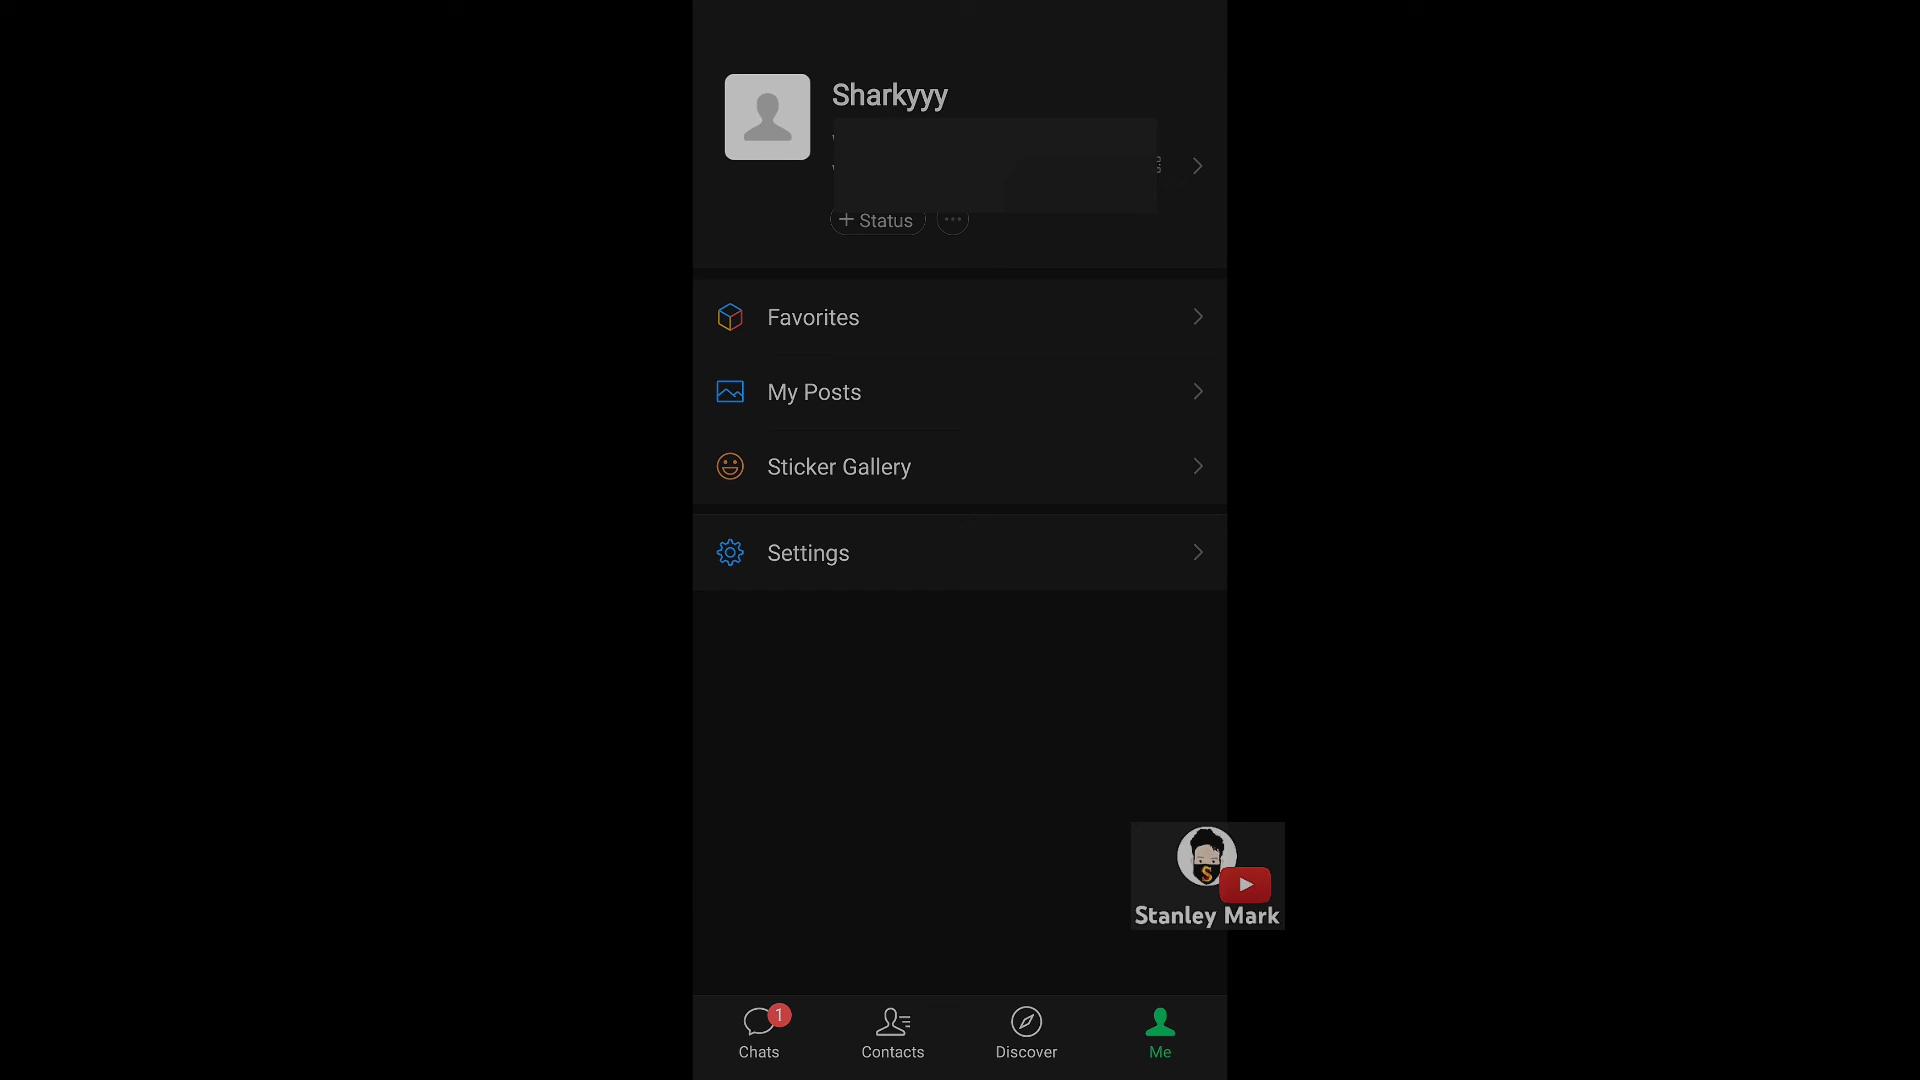 Sharkyyy
+ Status
Favorites
My Posts
Sticker Gallery
Settings
S
Stanley Mark
1
Chats
Contacts
Discover
Me